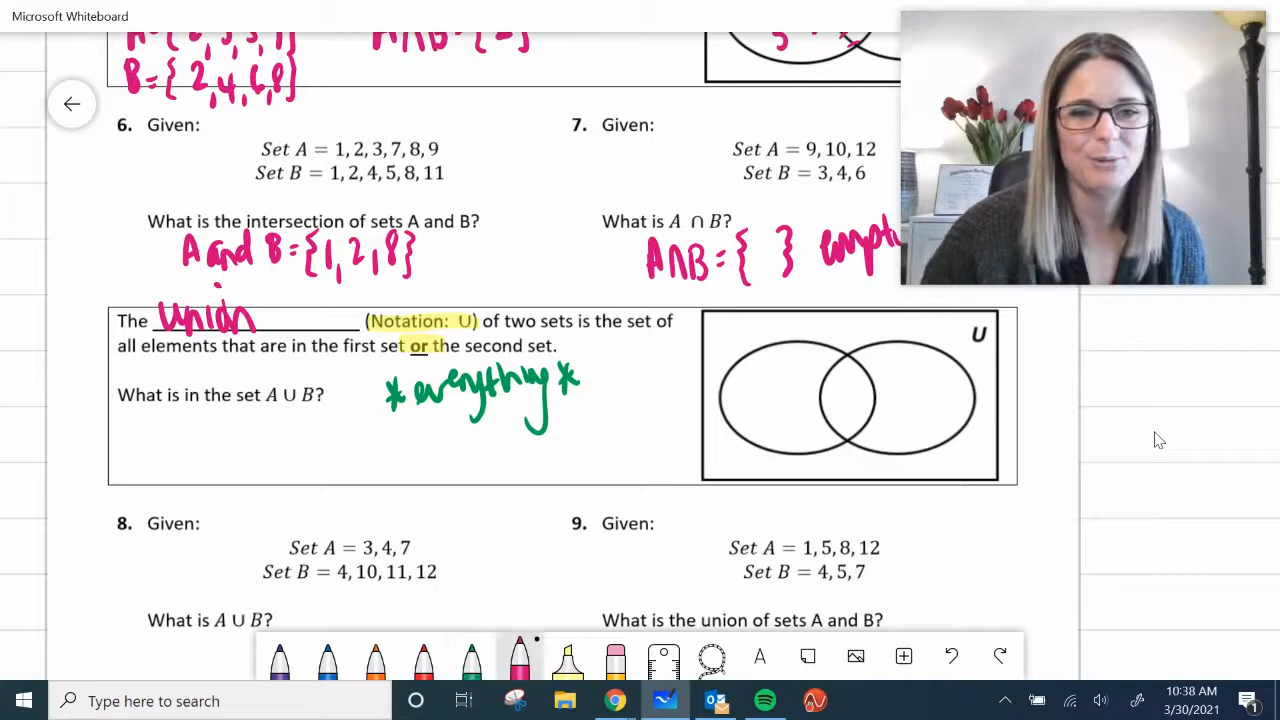 Microsoft Whiteboard
B={ 2,4,6,8}
6. Given:
Set A = 1, 2, 3, 7, 8, 9
Set B = 1, 2, 4, 5, 8, 11
What is the intersection of sets A and B?
A and B={1,2,8}
7. Given:
Set A = 9, 10, 12
Set B = 3, 4, 6
What is A ∩ B?
A∩B={ }
The union (Notation: ∪) of two sets is the set of
all elements that are in the first set or the second set.
What is in the set A ∪ B?
*everything*
U
8. Given:
Set A = 3, 4, 7
Set B = 4, 10, 11, 12
What is A ∪ B?
9. Given:
Set A = 1, 5, 8, 12
Set B = 4, 5, 7
What is the union of sets A and B?
A
Type here to search
10:38 AM
3/30/2021
1